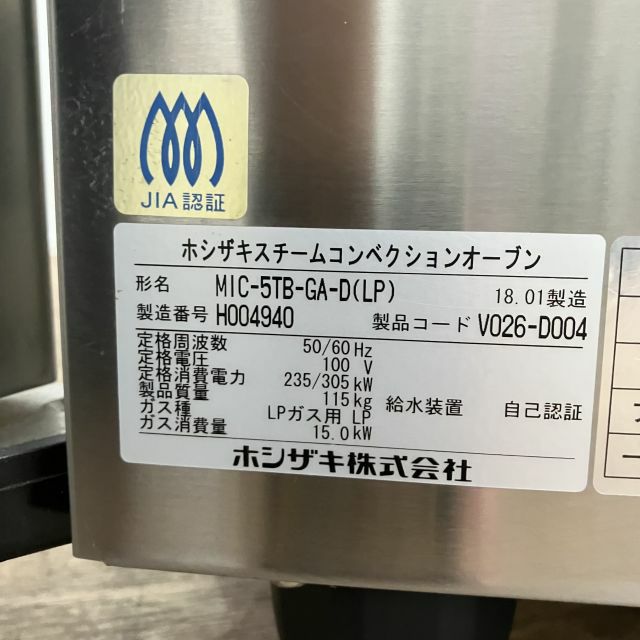 JIA認証
ホシザキスチームコンベクションオーブン
形名 MIC-5TB-GA-D(LP) 18.01製造
製造番号 H004940 製品コード V026-D004
定格周波数 50/60 Hz
定格電圧 100 V
定格消費電力 235/305 kW
製品質量 115kg 給水装置 自己認証
ガス種 LPガス用 LP
ガス消費量 15.0kW
ホシザキ株式会社